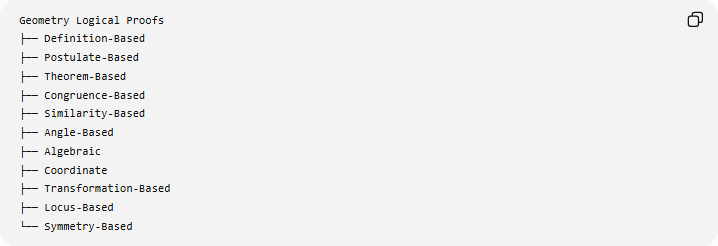 Geometry Logical Proofs
├── Definition-Based
├── Postulate-Based
├── Theorem-Based
├── Congruence-Based
├── Similarity-Based
├── Angle-Based
├── Algebraic
├── Coordinate
├── Transformation-Based
├── Locus-Based
└── Symmetry-Based